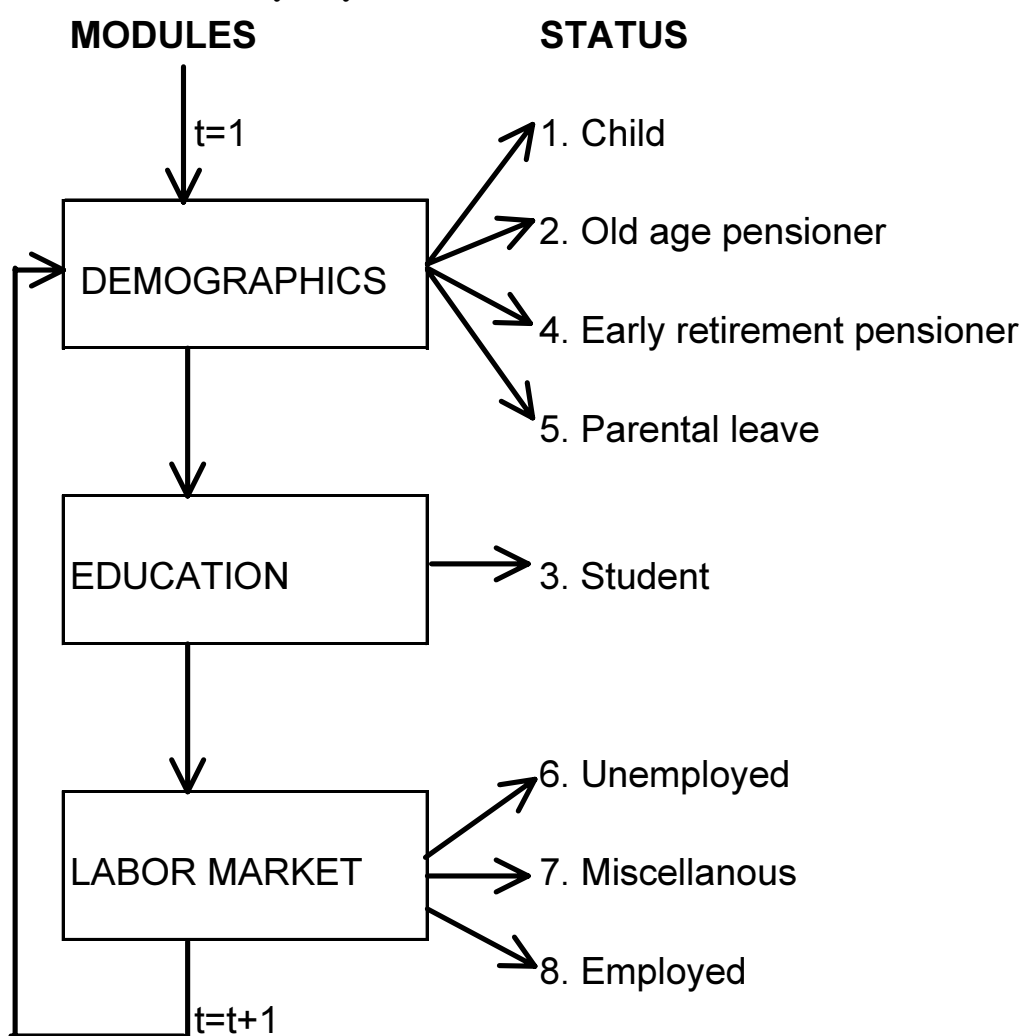 MODULES
STATUS
t=1
1. Child
2. Old age pensioner
DEMOGRAPHICS
4. Early retirement pensioner
5. Parental leave
EDUCATION
3. Student
6. Unemployed
LABOR MARKET
7. Miscellanous
8. Employed
t=t+1